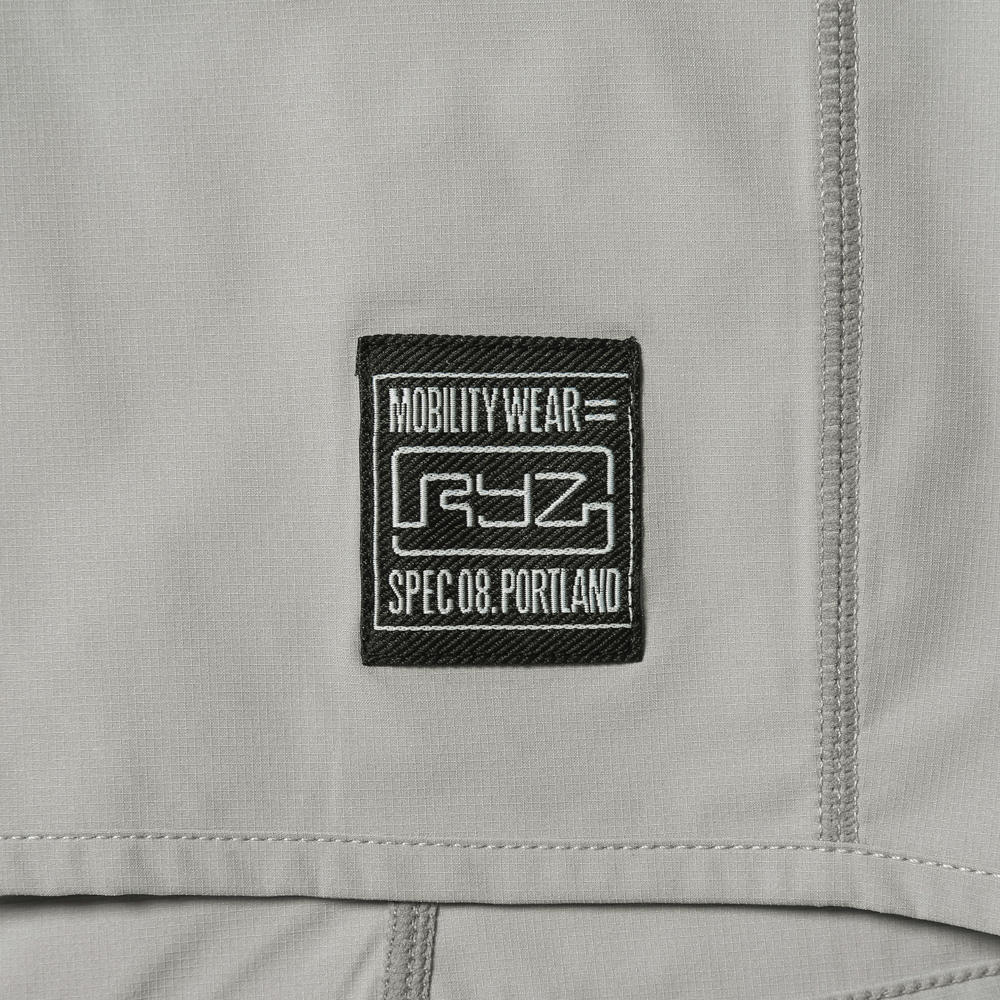 MOBILITY WEAR=
RYZ
SPEC 08. PORTLAND